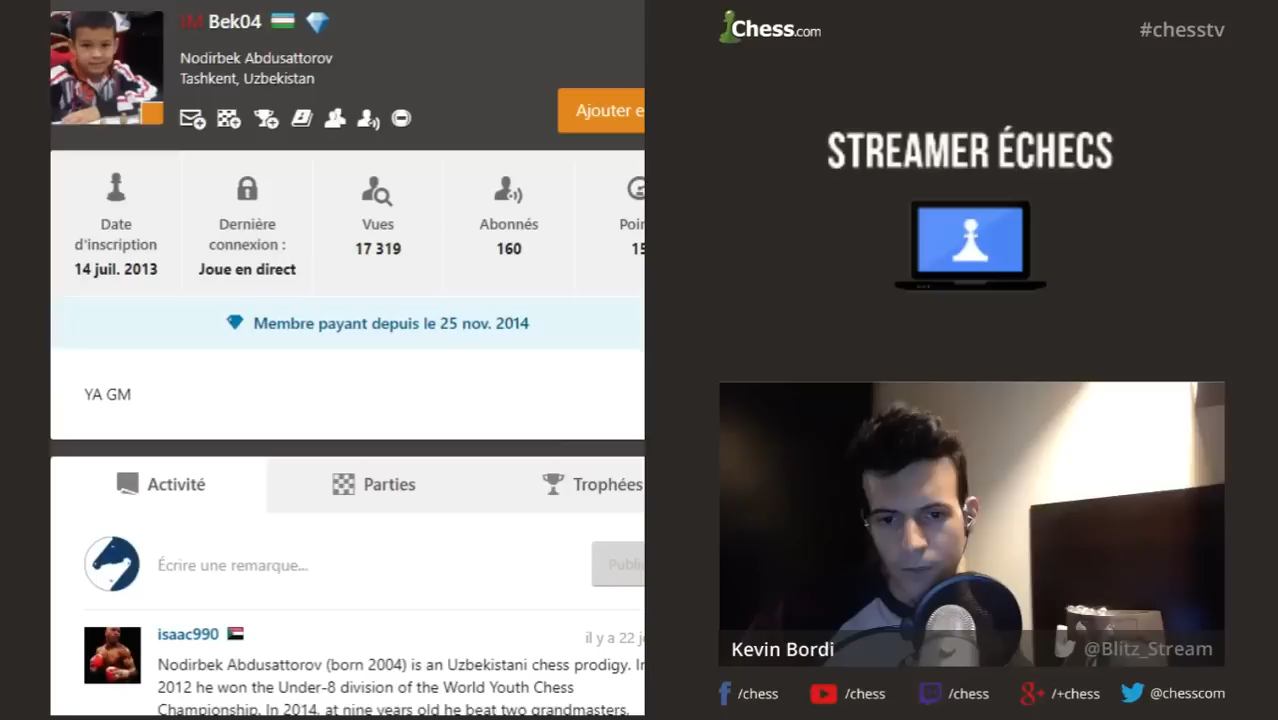 IM Bek04
Nodirbek Abdusattorov
Tashkent, Uzbekistan
Ajouter e
Date
d'inscription
14 juil. 2013
Dernière
connexion :
Joue en direct
Vues
17 319
Abonnés
160
Poin
15
Membre payant depuis le 25 nov. 2014
YA GM
Activité
Parties
Trophées
Écrire une remarque...
Public
isaac990
il y a 22 jo
Nodirbek Abdusattorov (born 2004) is an Uzbekistani chess prodigy. In
2012 he won the Under-8 division of the World Youth Chess
Championship. In 2014, at nine years old he beat two grandmasters,
Chess.com
#chesstv
STREAMER ÉCHECS
Kevin Bordi
@Blitz_Stream
/chess
/chess
/chess
/+chess
@chesscom